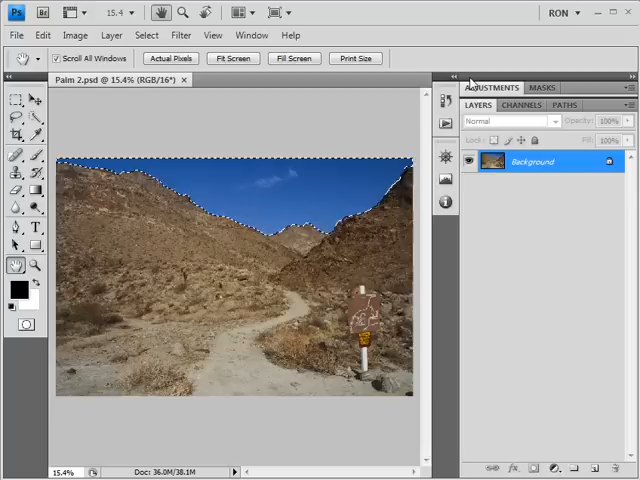 Ps
Br
15.4
RON
File
Edit
Image
Layer
Select
Filter
View
Window
Help
Scroll All Windows
Actual Pixels
Fit Screen
Fill Screen
Print Size
Palm 2.psd @ 15.4% (RGB/16*)
ADJUSTMENTS
MASKS
LAYERS
CHANNELS
PATHS
Normal
Opacity: 100%
Lock:
Fill: 100%
Background
T
15.4%
Doc: 36.0M/38.1M